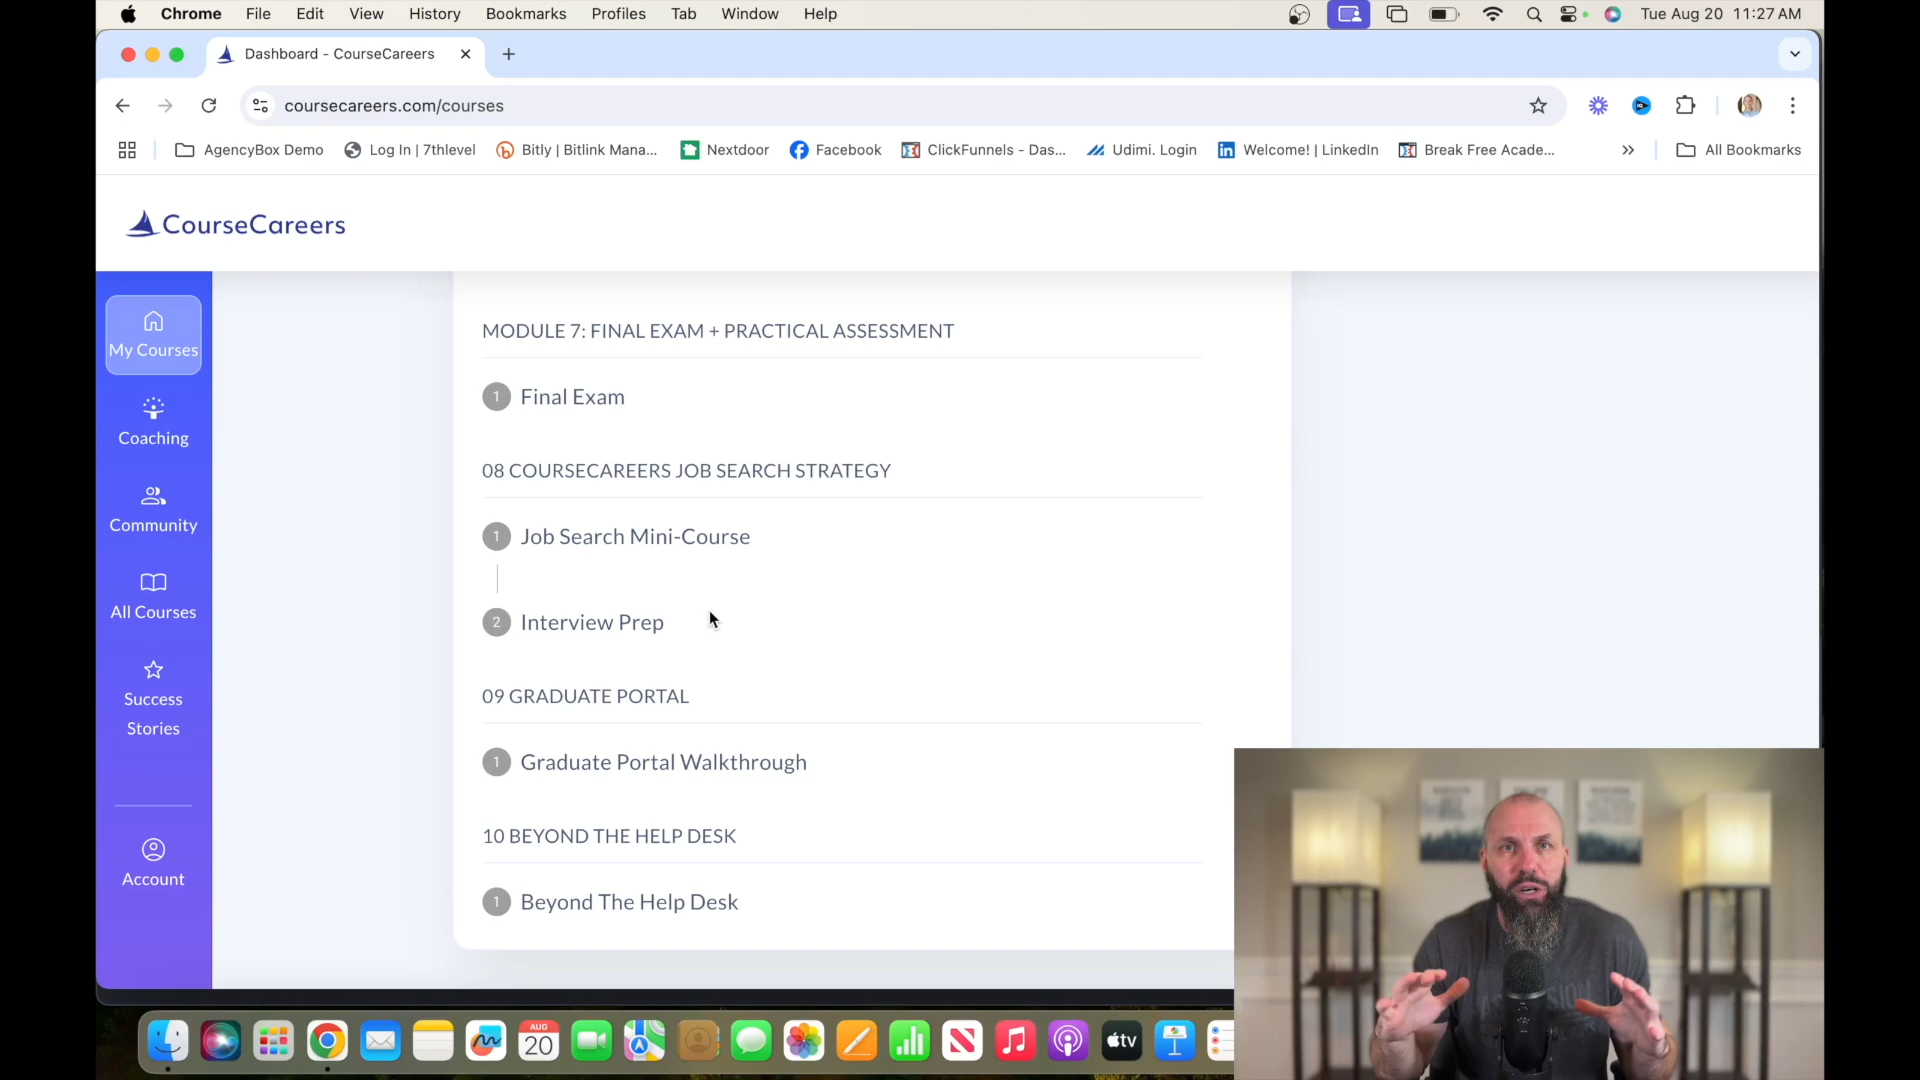 Chrome File Edit View History Bookmarks Profiles Tab Window Help Tue Aug 20 11:27 AM
Dashboard - CourseCareers
coursecareers.com/courses
AgencyBox Demo Log In | 7thlevel Bitly | Bitlink Mana... Nextdoor Facebook ClickFunnels - Das... Udimi. Login Welcome! | LinkedIn Break Free Acade... All Bookmarks
CourseCareers
My Courses
Coaching
Community
All Courses
Success
Stories
Account
MODULE 7: FINAL EXAM + PRACTICAL ASSESSMENT
1 Final Exam
08 COURSECAREERS JOB SEARCH STRATEGY
1 Job Search Mini-Course
2 Interview Prep
09 GRADUATE PORTAL
1 Graduate Portal Walkthrough
10 BEYOND THE HELP DESK
1 Beyond The Help Desk
AUG
20
tv